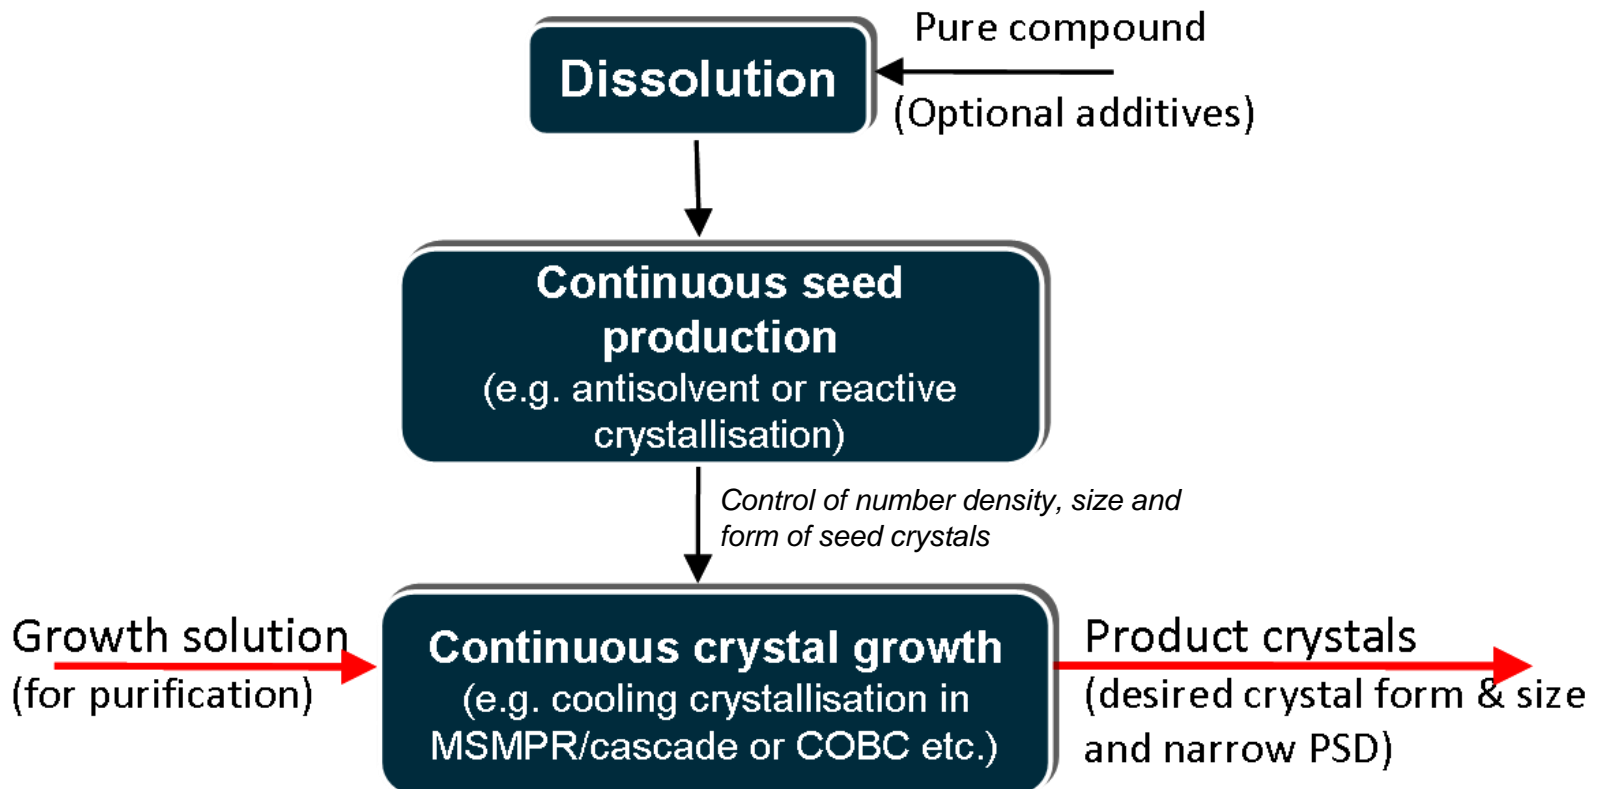 Pure compound
Dissolution
(Optional additives)
Continuous seed
production
(e.g. antisolvent or reactive
crystallisation)
Control of number density, size and
form of seed crystals
Growth solution
(for purification)
Continuous crystal growth
(e.g. cooling crystallisation in
MSMPR/cascade or COBC etc.)
Product crystals
(desired crystal form & size
and narrow PSD)